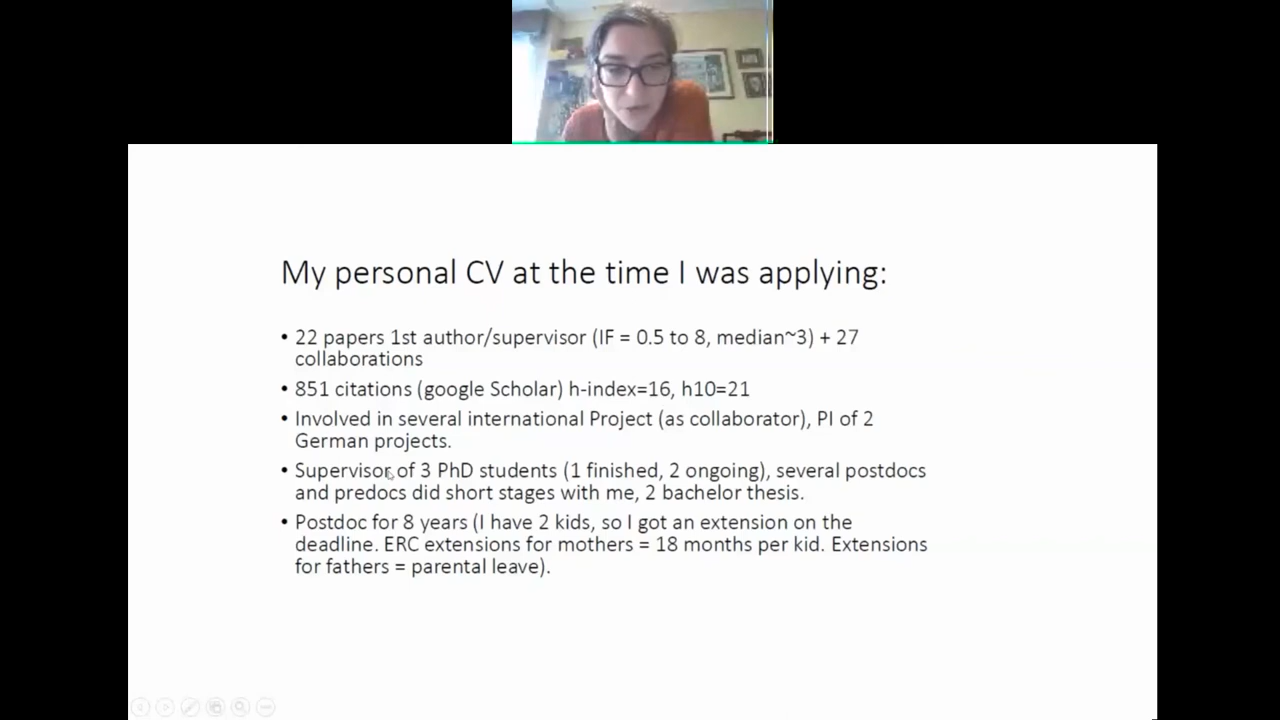 My personal CV at the time I was applying:
• 22 papers 1st author/supervisor (IF = 0.5 to 8, median~3) + 27
collaborations
• 851 citations (google Scholar) h-index=16, h10=21
• Involved in several international Project (as collaborator), PI of 2
German projects.
• Supervisor of 3 PhD students (1 finished, 2 ongoing), several postdocs
and predocs did short stages with me, 2 bachelor thesis.
• Postdoc for 8 years (I have 2 kids, so I got an extension on the
deadline. ERC extensions for mothers = 18 months per kid. Extensions
for fathers = parental leave).